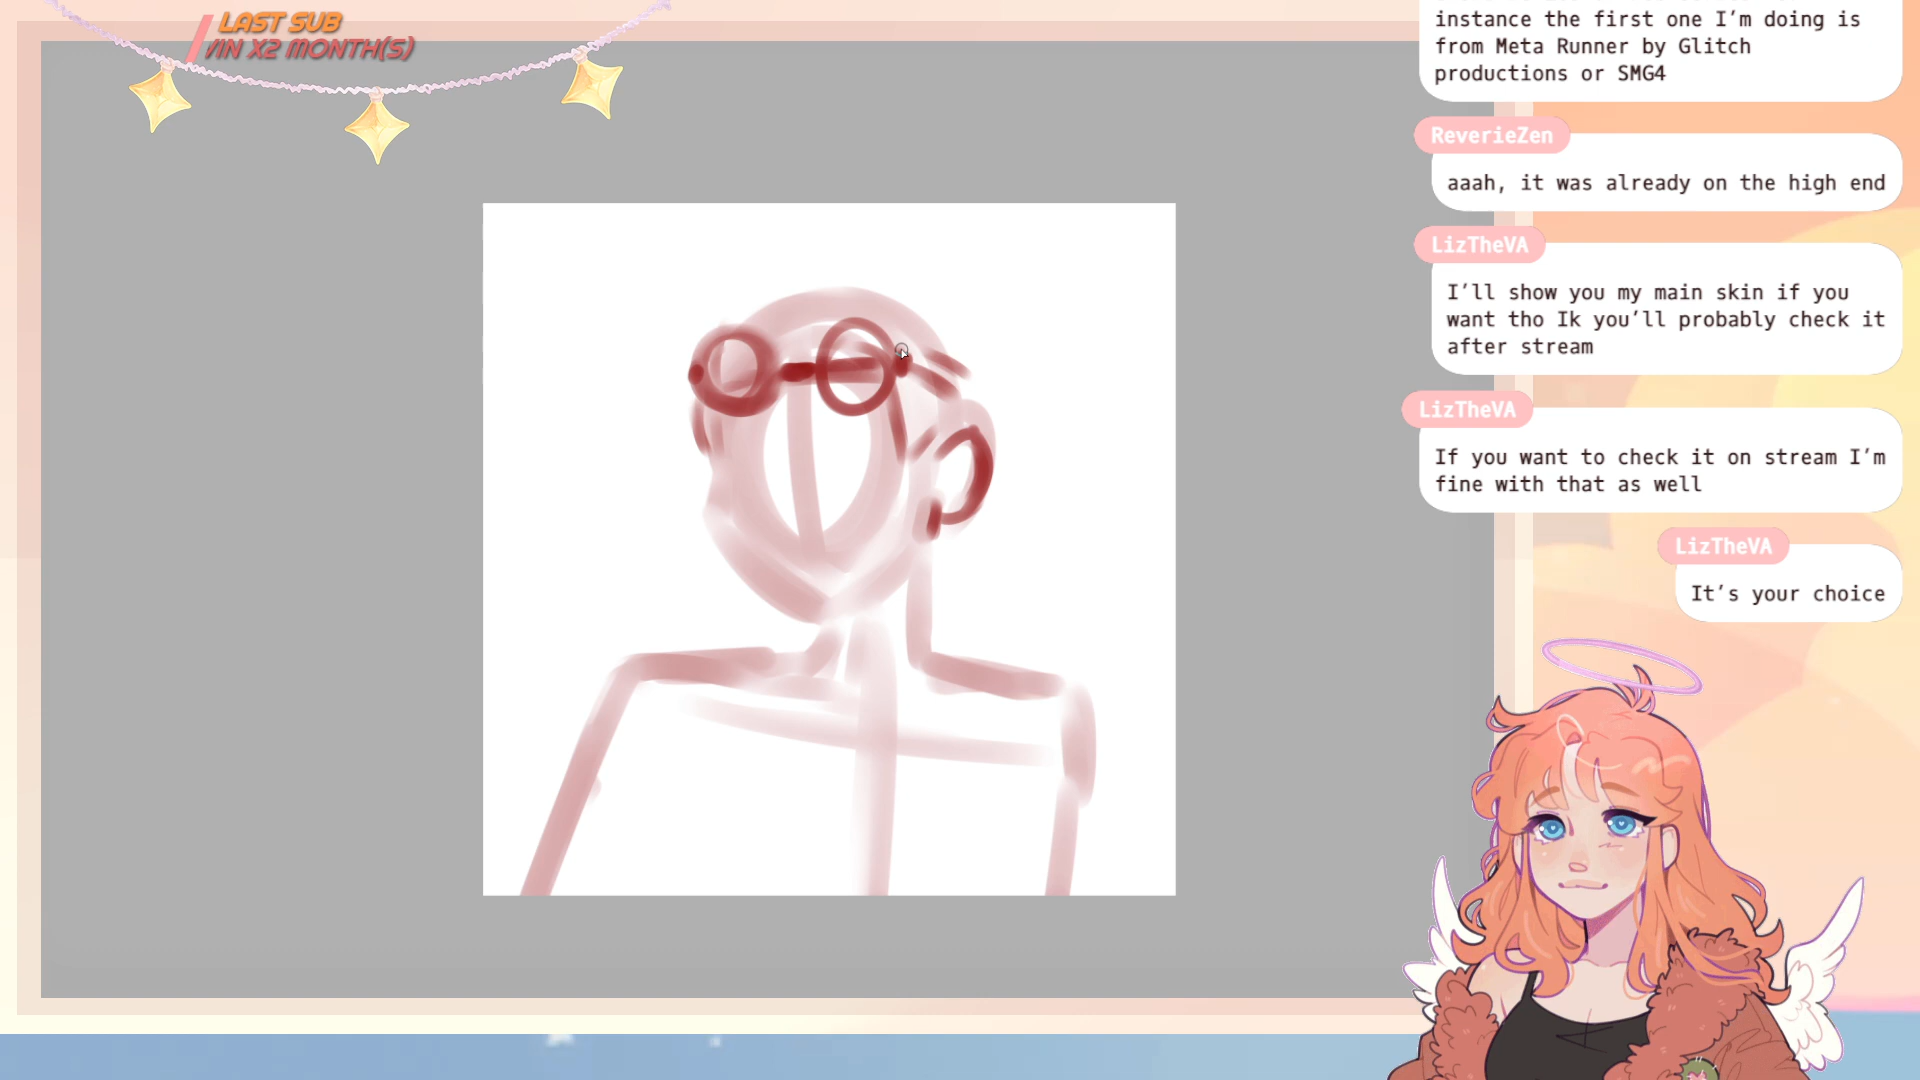 LAST SUB
VIN X2 MONTH(S)
instance the first one I'm doing is
from Meta Runner by Glitch
productions or SMG4
ReverieZen
aaah, it was already on the high end
LizTheVA
I'll show you my main skin if you
want tho Ik you'll probably check it
after stream
LizTheVA
If you want to check it on stream I'm
fine with that as well
LizTheVA
It's your choice